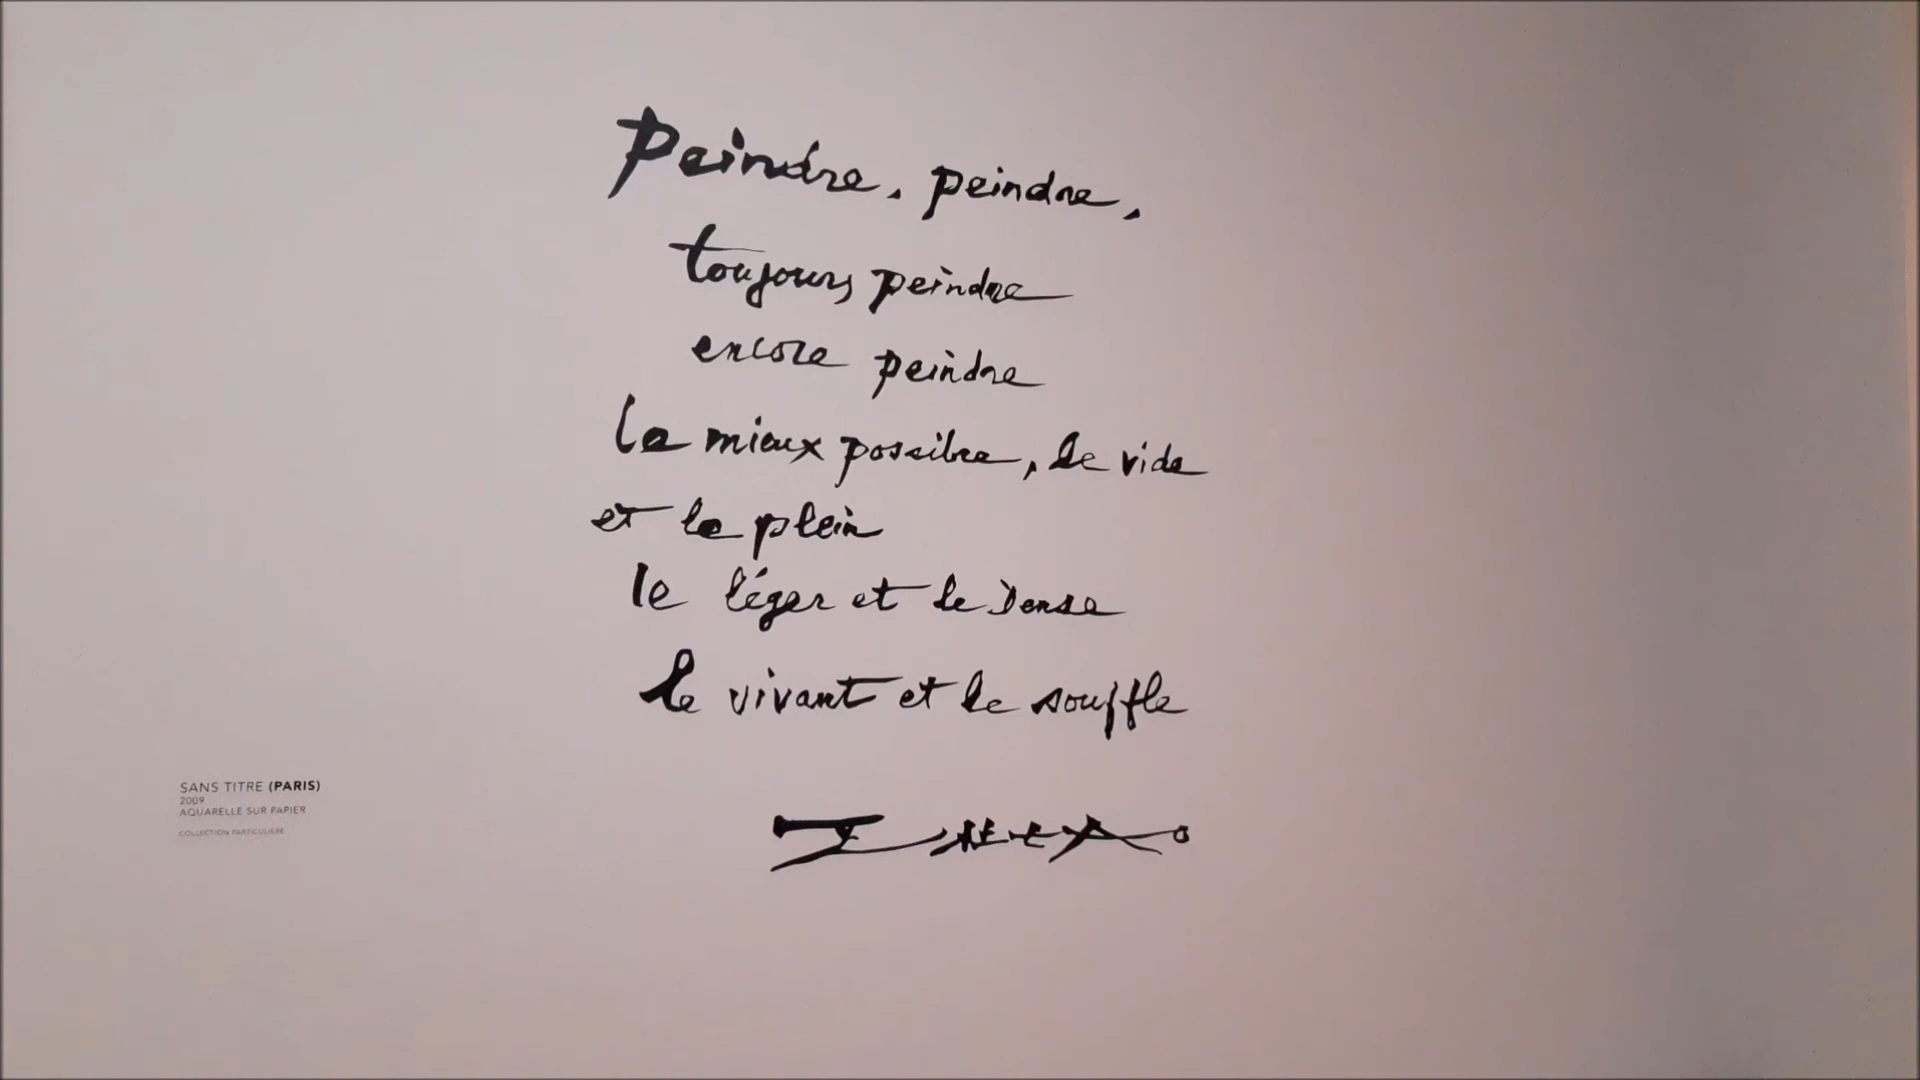 Peindre, peindre,
toujours peindre
encore peindre
le mieux possible, le vide
et le plein
le léger et le dense
le vivant et le souffle
SANS TITRE (PARIS)
2009
AQUARELLE SUR PAPIER
COLLECTION PARTICULIÈRE